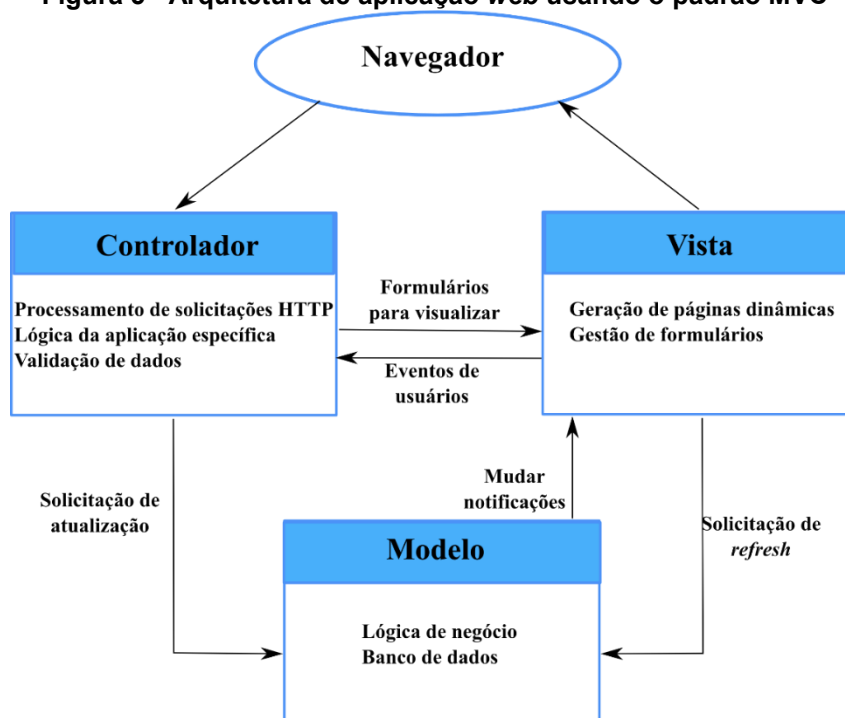 Figura 3 - Arquitetura de aplicação web usando o padrão MVC
Navegador
Controlador
Processamento de solicitações HTTP
Lógica da aplicação específica
Validação de dados
Formulários
para visualizar
Eventos de
usuários
Vista
Geração de páginas dinâmicas
Gestão de formulários
Solicitação de
atualização
Mudar
notificações
Solicitação de
refresh
Modelo
Lógica de negócio
Banco de dados